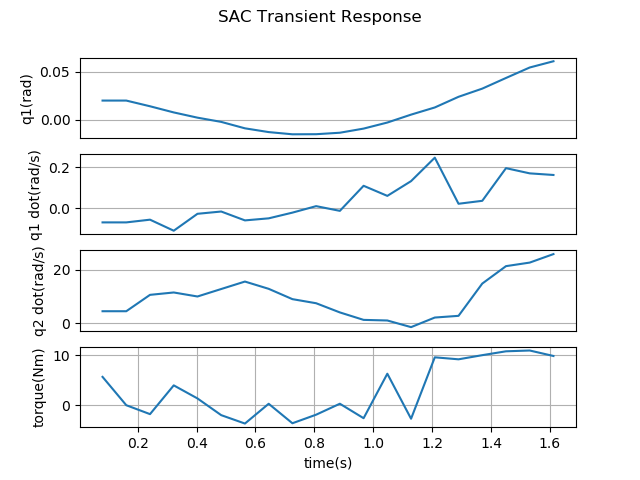 SAC Transient Response
q1(rad)
0.05
0.00
q1 dot(rad/s)
0.2
0.0
q2 dot(rad/s)
20
0
torque(Nm)
10
0
0.2 0.4 0.6 0.8 1.0 1.2 1.4 1.6
time(s)